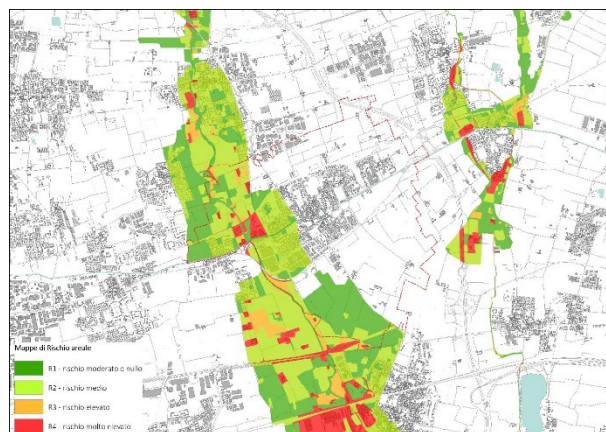 Mappe di Rischio areale
R1 - rischio moderato o nullo
R2 - rischio medio
R3 - rischio elevato
R4 - rischio molto elevato